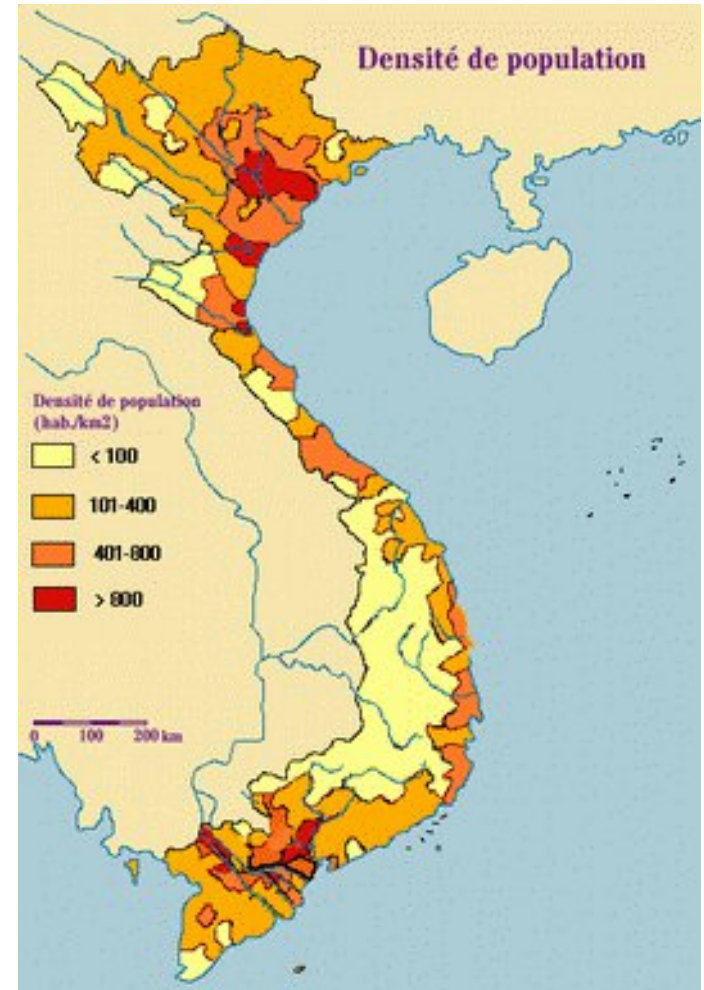 Densité de population
Densité de population
(hab./km2)
< 100
101-400
401-800
> 800
0 100 200 km